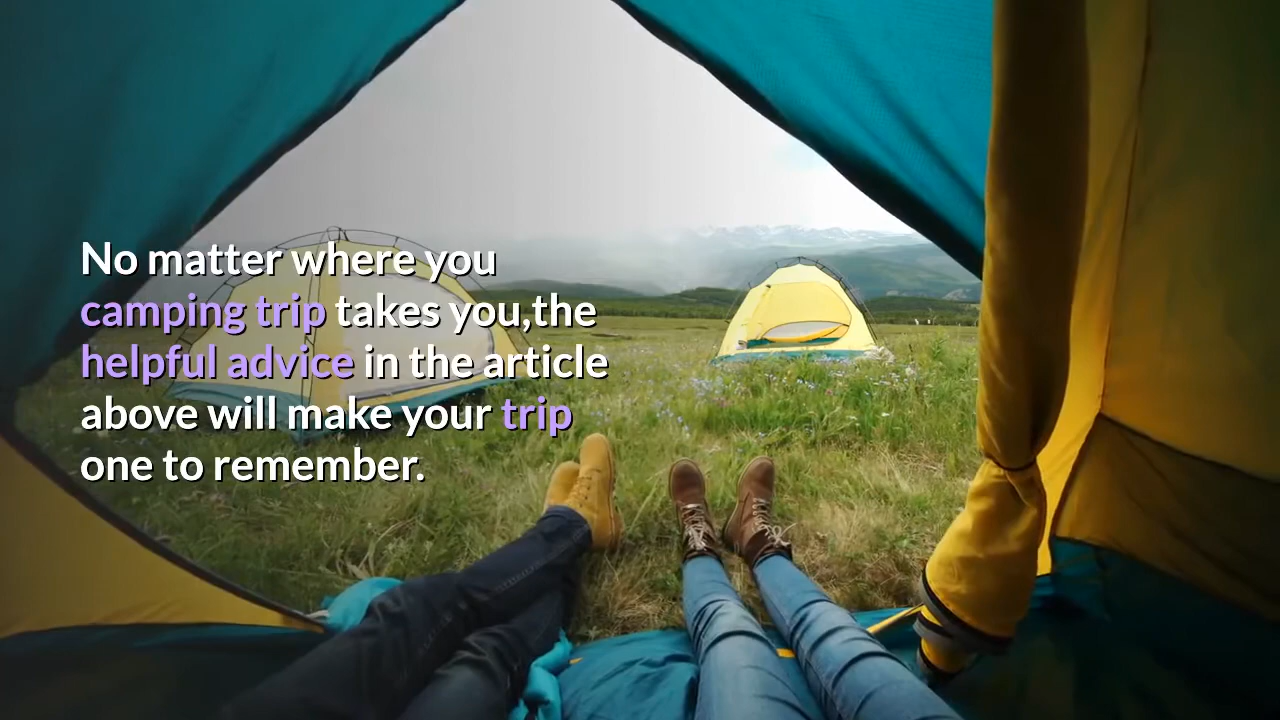 No matter where you
camping trip takes you,the
helpful advice in the article
above will make your trip
one to remember.